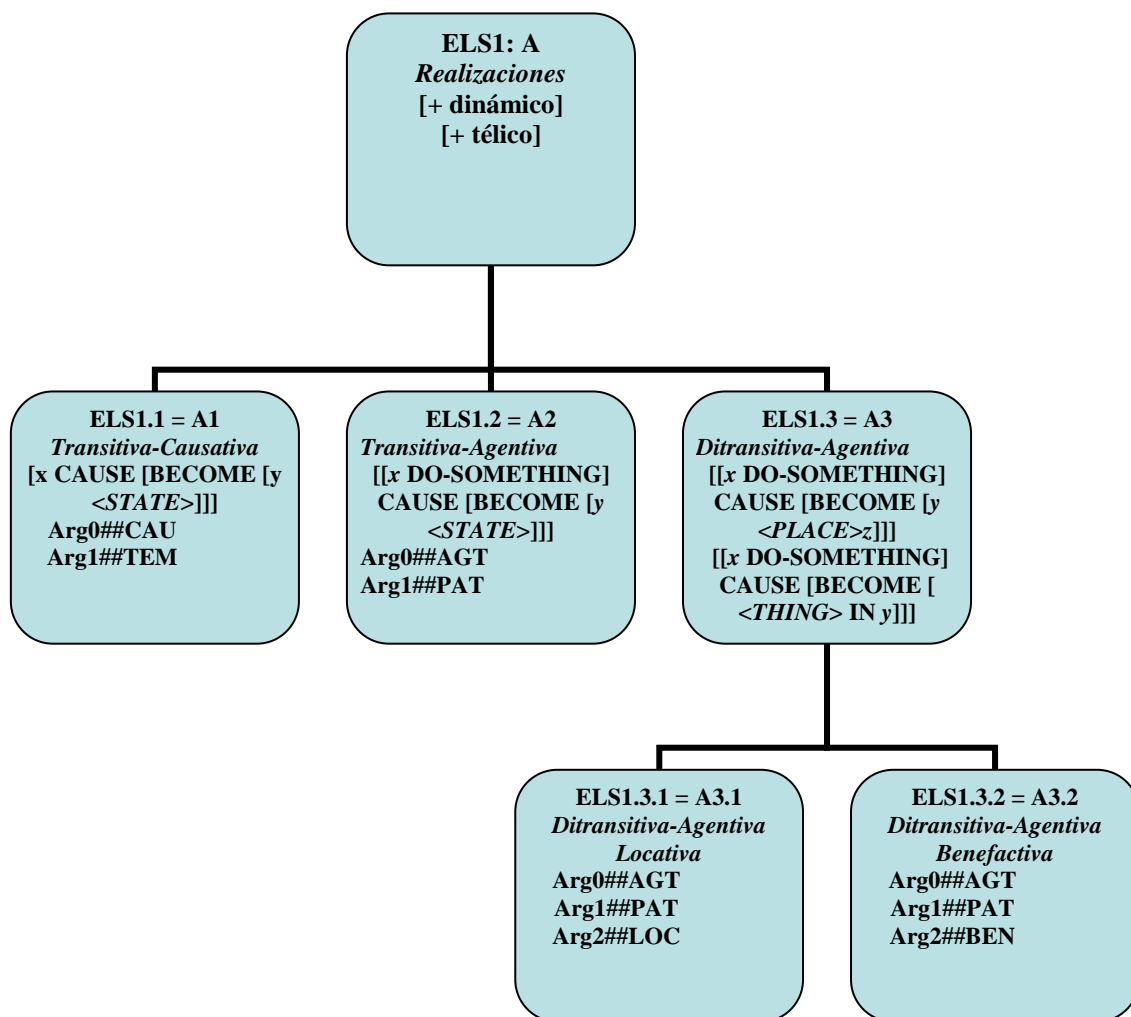 ELS1: A
Realizaciones
[+ dinámico]
[+ télico]
ELS1.1 = A1
Transitiva-Causativa
[x CAUSE [BECOME [y
<STATE>]]]
Arg0##CAU
Arg1##TEM
ELS1.2 = A2
Transitiva-Agentiva
[[x DO-SOMETHING]
CAUSE [BECOME [y
<STATE>]]]
Arg0##AGT
Arg1##PAT
ELS1.3 = A3
Ditransitiva-Agentiva
[[x DO-SOMETHING]
CAUSE [BECOME [y
<PLACE>z]]]
[[x DO-SOMETHING]
CAUSE [BECOME [
<THING> IN y]]]
ELS1.3.1 = A3.1
Ditransitiva-Agentiva
Locativa
Arg0##AGT
Arg1##PAT
Arg2##LOC
ELS1.3.2 = A3.2
Ditransitiva-Agentiva
Benefactiva
Arg0##AGT
Arg1##PAT
Arg2##BEN